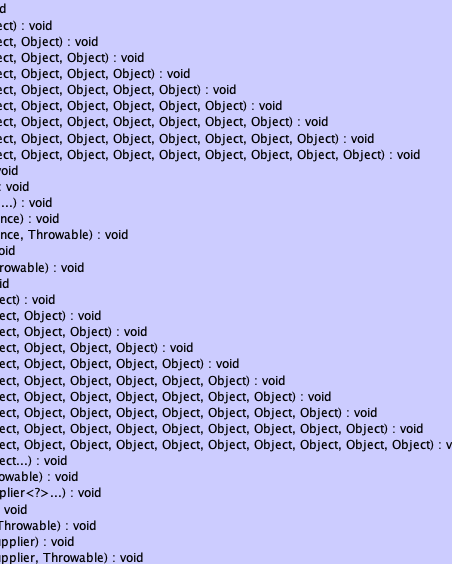 d
ect) : void
ect, Object) : void
ect, Object, Object) : void
ect, Object, Object, Object) : void
ect, Object, Object, Object, Object) : void
ect, Object, Object, Object, Object, Object) : void
ect, Object, Object, Object, Object, Object, Object) : void
ect, Object, Object, Object, Object, Object, Object, Object) : void
ect, Object, Object, Object, Object, Object, Object, Object, Object) : void
void
: void
...) : void
nce) : void
nce, Throwable) : void
oid
rowable) : void
id
ect) : void
ect, Object) : void
ect, Object, Object) : void
ect, Object, Object, Object) : void
ect, Object, Object, Object, Object) : void
ect, Object, Object, Object, Object, Object) : void
ect, Object, Object, Object, Object, Object, Object) : void
ect, Object, Object, Object, Object, Object, Object, Object) : void
ect, Object, Object, Object, Object, Object, Object, Object, Object) : void
ect, Object, Object, Object, Object, Object, Object, Object, Object, Object) : v
ect...) : void
owable) : void
plier<?>...) : void
void
Throwable) : void
upplier) : void
upplier, Throwable) : void